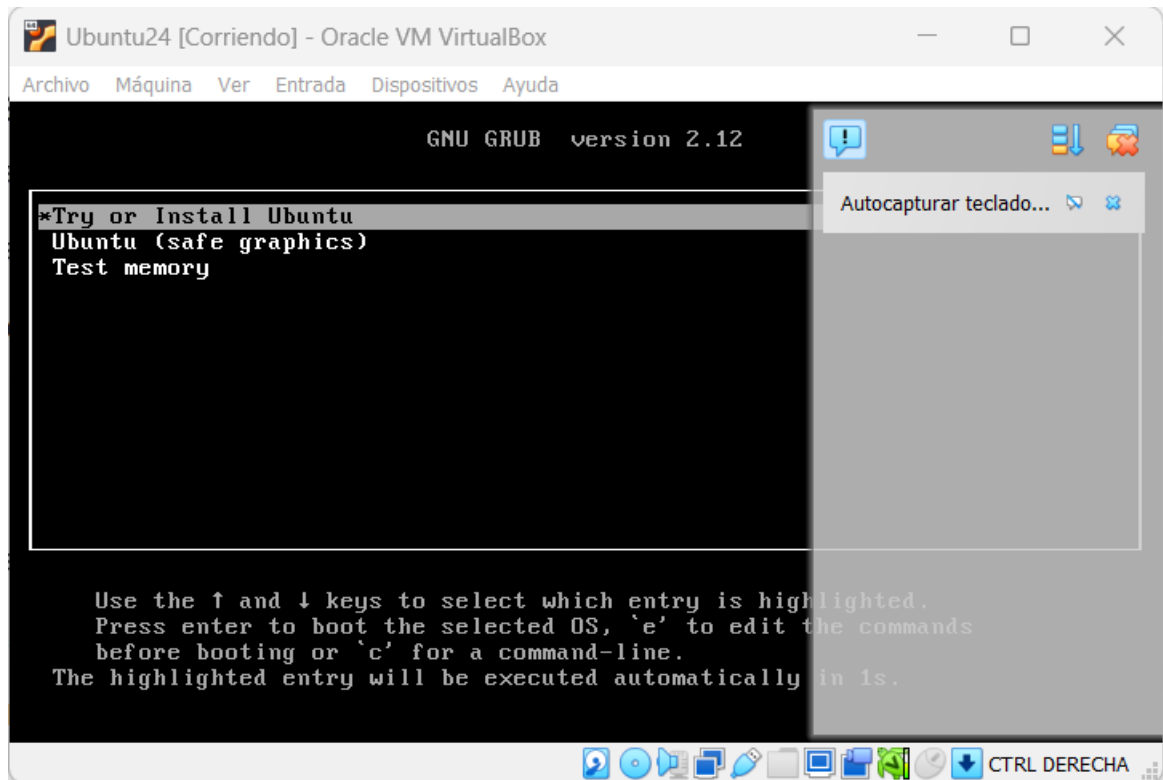 Ubuntu24 [Corriendo] - Oracle VM VirtualBox
Archivo Máquina Ver Entrada Dispositivos Ayuda
GNU GRUB version 2.12
Autocapturar teclado...
*Try or Install Ubuntu
Ubuntu (safe graphics)
Test memory
Use the ↑ and ↓ keys to select which entry is highlighted.
Press enter to boot the selected OS, `e' to edit the commands
before booting or `c' for a command-line.
The highlighted entry will be executed automatically in 1s.
CTRL DERECHA